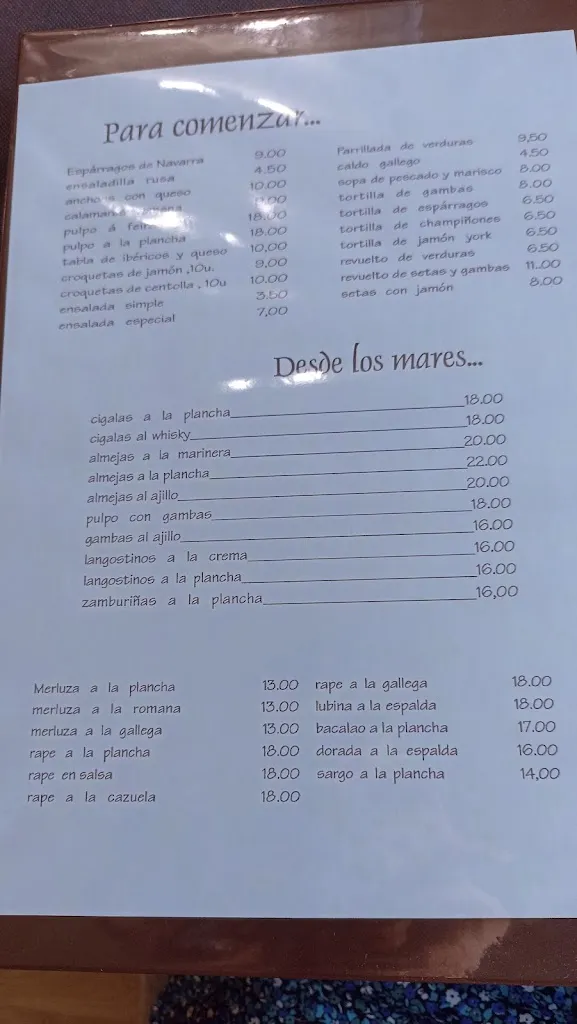 Para comenzar...
Espárragos de Navarra 9.00
ensaladilla rusa 4.50
anchoas con queso 10.00
calamares
pulpo á 18.00
pulpo a la plancha 18.00
tabla de ibéricos y queso 10,00
croquetas de jamón ,10u. 9,00
croquetas de centolla , 10u 10.00
ensalada simple 3.50
ensalada especial 7,00
Parrillada de verduras 9,50
caldo gallego 4.50
sopa de pescado y marisco 8.00
tortilla de gambas 8.00
tortilla de espárragos 6.50
tortilla de champiñones 6.50
tortilla de jamón york 6.50
revuelto de verduras 6.50
revuelto de setas y gambas 11..00
setas con jamón 8.00
Desde los mares...
cigalas a la plancha 18.00
cigalas al whisky 18.00
almejas a la marinera 20.00
almejas a la plancha 22.00
almejas al ajillo 20.00
pulpo con gambas 18.00
gambas al ajillo 16.00
langostinos a la crema 16.00
langostinos a la plancha 16.00
zamburiñas a la plancha 16,00
Merluza a la plancha 13.00
merluza a la romana 13.00
merluza a la gallega 13.00
rape a la plancha 18.00
rape en salsa 18.00
rape a la cazuela 18.00
rape a la gallega 18.00
lubina a la espalda 18.00
bacalao a la plancha 17.00
dorada a la espalda 16.00
sargo a la plancha 14,00